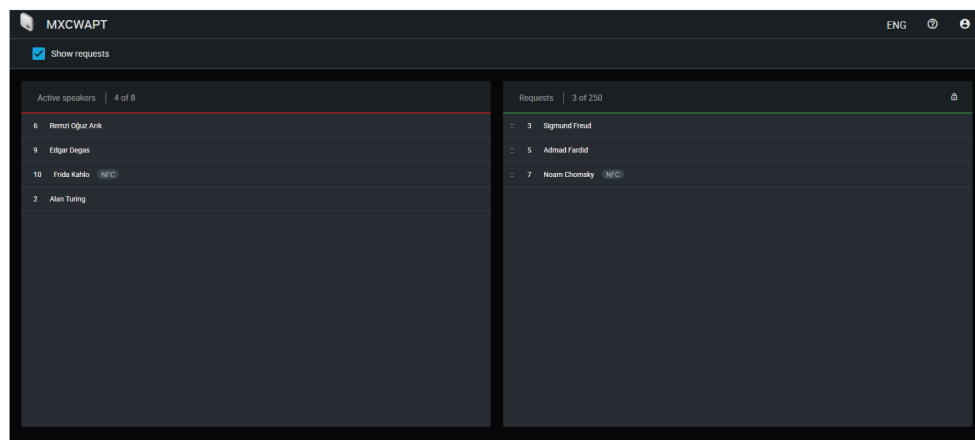 MXCWAPT ENG
Show requests
Active speakers 4 of 8
6 Remzi Oğuz Arık
9 Edgar Degas
10 Frida Kahlo NFC
2 Alan Turing
Requests 3 of 250
3 Sigmund Freud
5 Admad Fardid
7 Noam Chomsky NFC